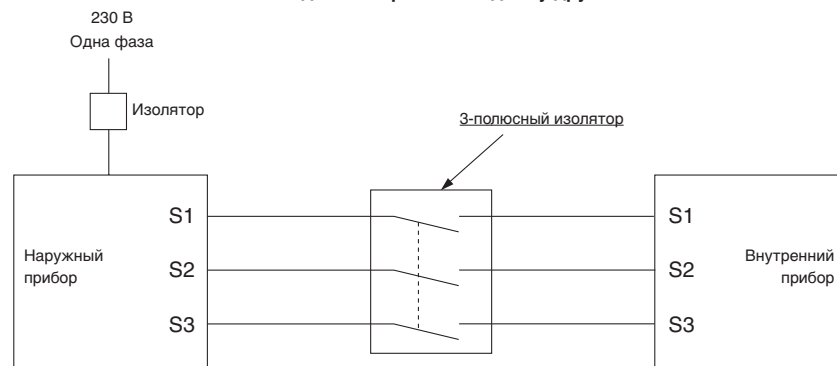 230 В
Одна фаза
Изолятор
3-полюсный изолятор
S1
S1
Наружный
прибор
S2
Внутренний
прибор
S2
S3
S3